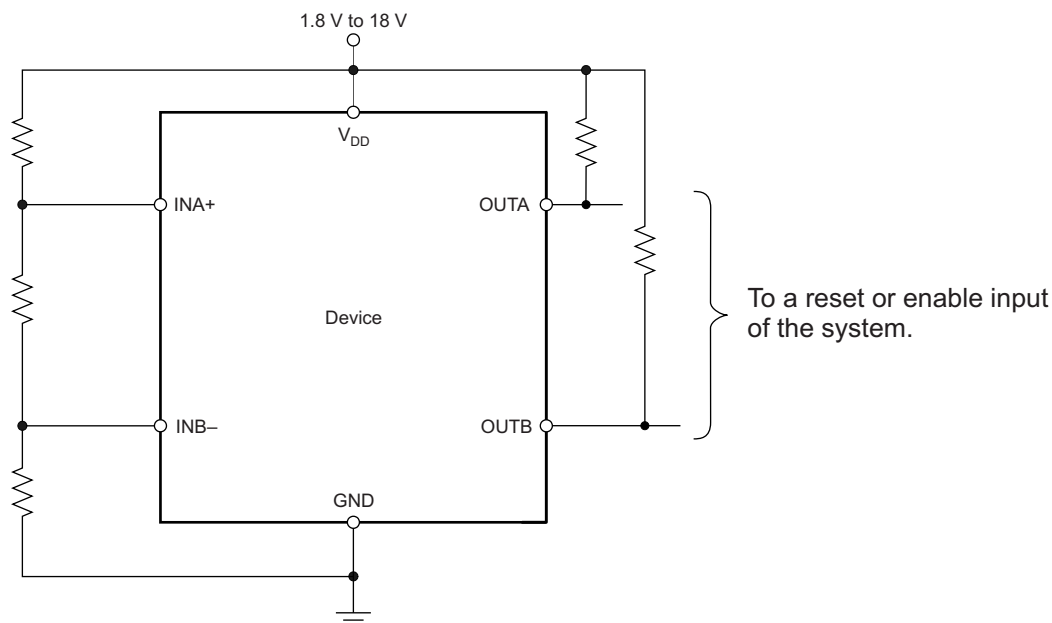 1.8 V to 18 V
VDD
INA+
OUTA
Device
To a reset or enable input
of the system.
INB–
OUTB
GND